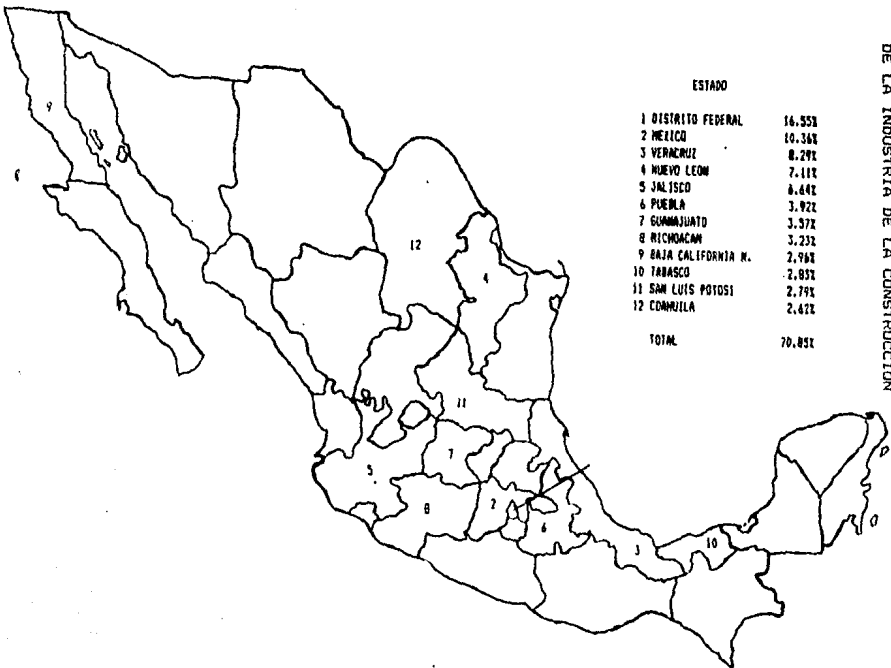 DE LA INDUSTRIA DE LA CONSTRUCCION
ESTADO
1 DISTRITO FEDERAL 16.55%
2 MEXICO 10.36%
3 VERACRUZ 8.29%
4 NUEVO LEON 7.11%
5 JALISCO 6.64%
6 PUEBLA 3.92%
7 GUANAJUATO 3.57%
8 MICHOACAN 3.23%
9 BAJA CALIFORNIA N. 2.96%
10 TABASCO 2.83%
11 SAN LUIS POTOSI 2.79%
12 COAHUILA 2.62%
TOTAL 70.85%
9
12
4
11
7
5
2
8
6
3
10